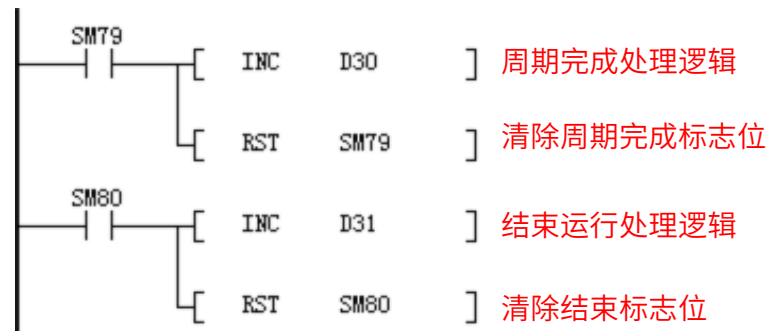 SM79
INC D30 周期完成处理逻辑
RST SM79 清除周期完成标志位
SM80
INC D31 结束运行处理逻辑
RST SM80 清除结束标志位